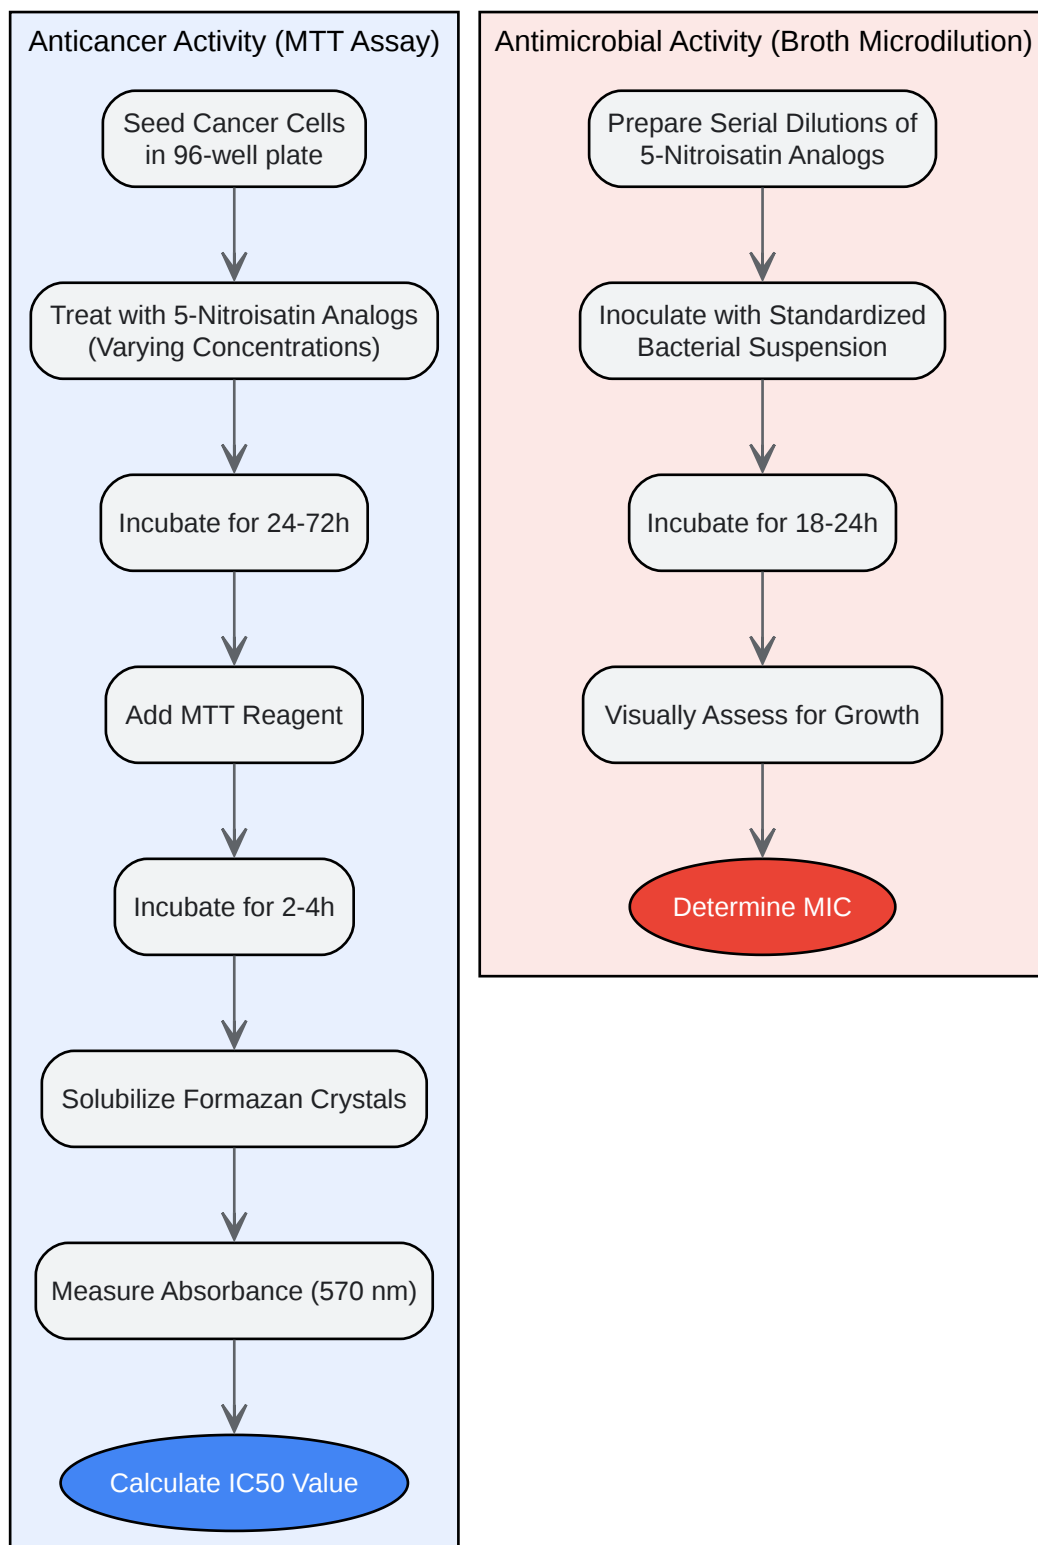 Anticancer Activity (MTT Assay)
Seed Cancer Cells
in 96-well plate
Treat with 5-Nitroisatin Analogs
(Varying Concentrations)
Incubate for 24-72h
Add MTT Reagent
Incubate for 2-4h
Solubilize Formazan Crystals
Measure Absorbance (570 nm)
Calculate IC50 Value
Antimicrobial Activity (Broth Microdilution)
Prepare Serial Dilutions of
5-Nitroisatin Analogs
Inoculate with Standardized
Bacterial Suspension
Incubate for 18-24h
Visually Assess for Growth
Determine MIC